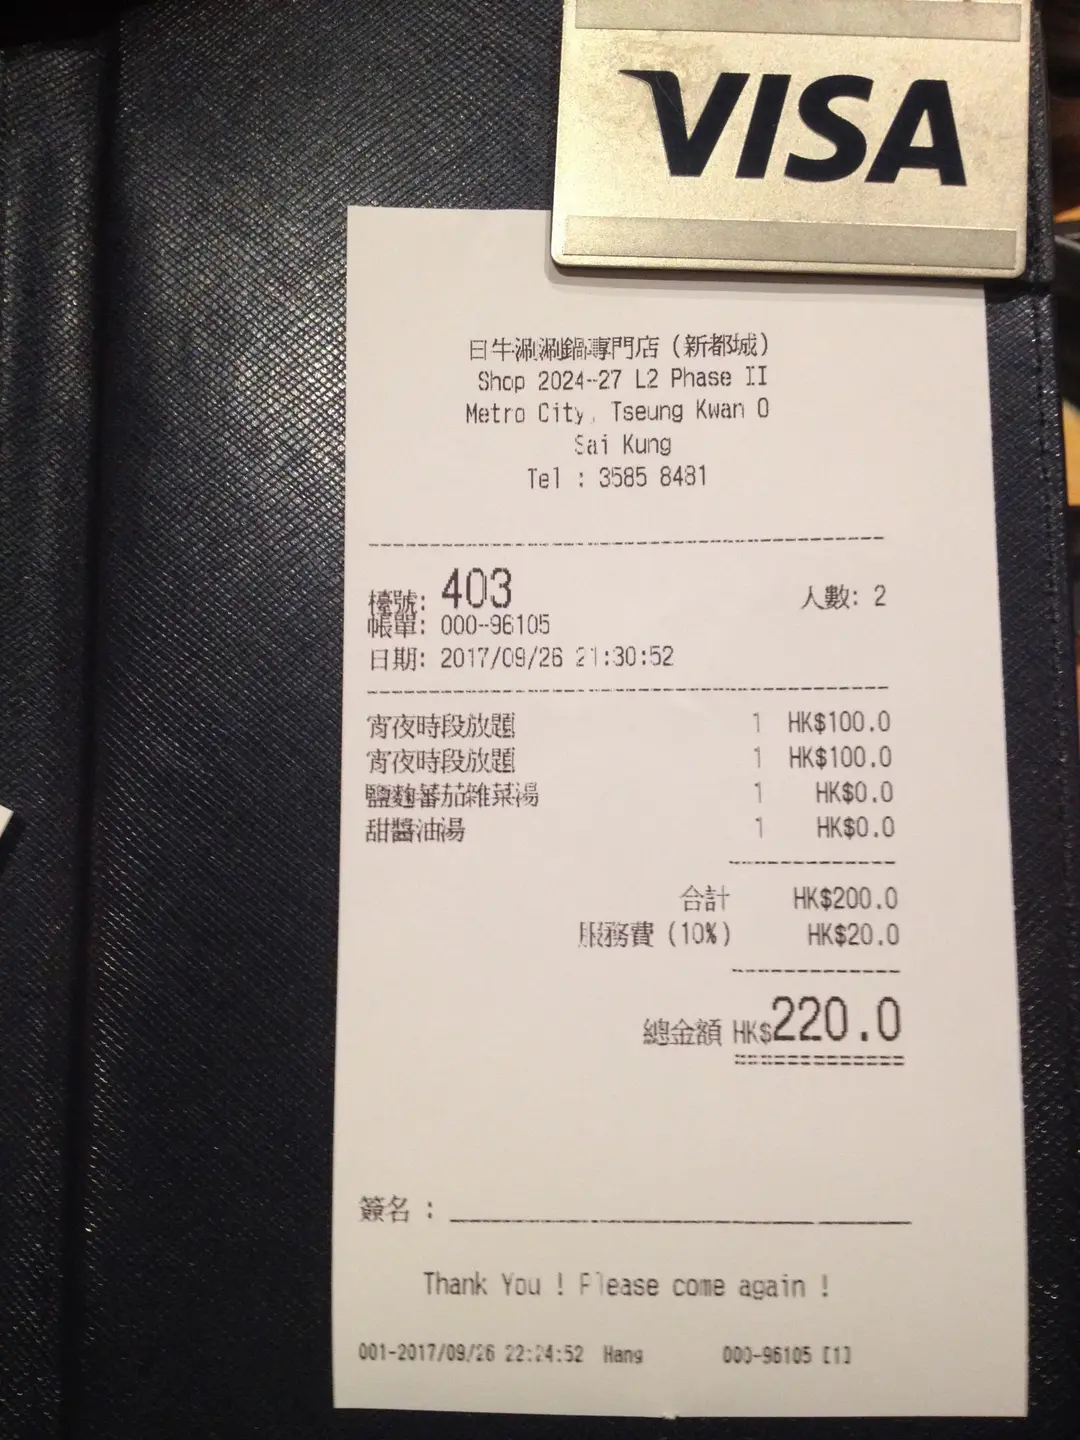 VISA
日牛涮涮鍋專門店 (新都城)
Shop 2024-27 L2 Phase II
Metro City, Tseung Kwan O
Sai Kung
Tel : 3585 8481
檯號: 403 人數: 2
帳單: 000-96105
日期: 2017/09/26 21:30:52
宵夜時段放題 1 HK$100.0
宵夜時段放題 1 HK$100.0
鹽麴蕃茄雜菜湯 1 HK$0.0
甜醬油湯 1 HK$0.0
合計 HK$200.0
服務費 (10%) HK$20.0
總金額 HK$220.0
簽名 :
Thank You ! Please come again !
001-2017/09/26 22:24:52 Hang 000-96105 [1]